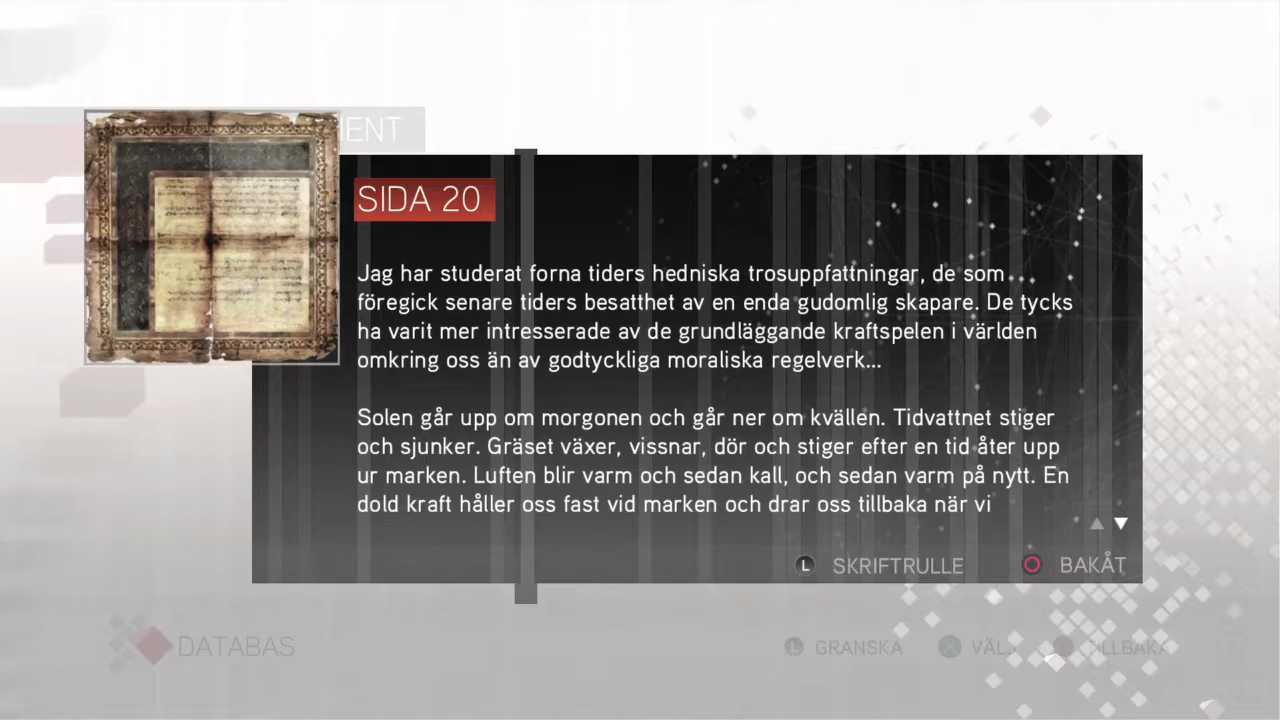 IENT
SIDA 20
Jag har studerat forna tiders hedniska trosuppfattningar, de som
föregick senare tiders besatthet av en enda gudomlig skapare. De tycks
ha varit mer intresserade av de grundläggande kraftspelen i världen
omkring oss än av godtyckliga moraliska regelverk...
Solen går upp om morgonen och går ner om kvällen. Tidvattnet stiger
och sjunker. Gräset växer, vissnar, dör och stiger efter en tid åter upp
ur marken. Luften blir varm och sedan kall, och sedan varm på nytt. En
dold kraft håller oss fast vid marken och drar oss tillbaka när vi
L SKRIFTRULLE BAKÅT
DATABAS
L GRANSKA VÄLJ TILLBAKA